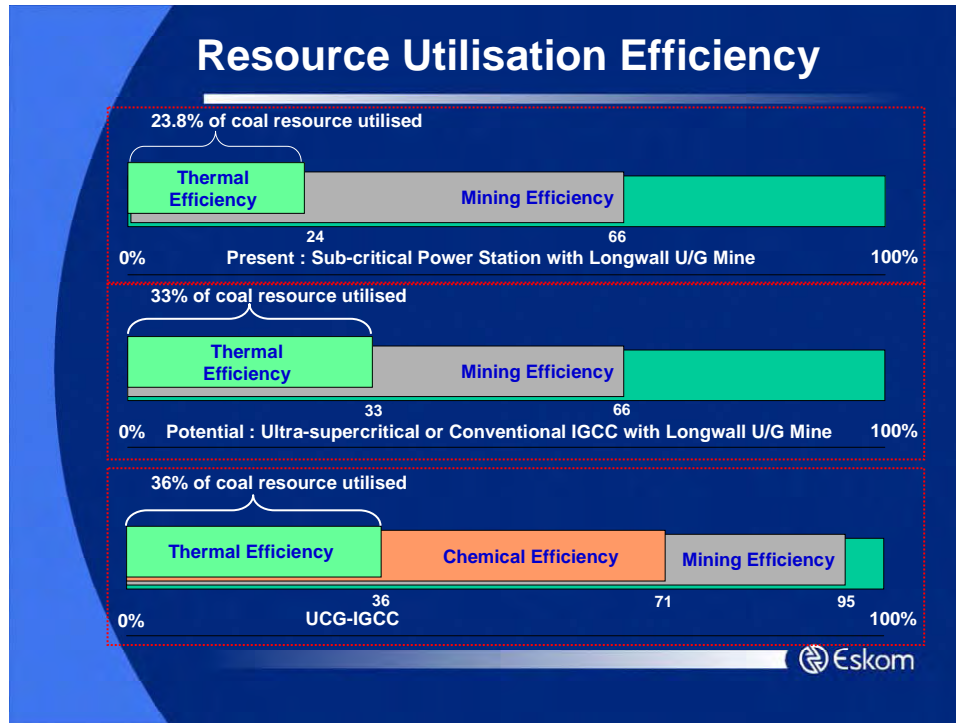 Resource Utilisation Efficiency
23.8% of coal resource utilised
Thermal
Efficiency
Mining Efficiency
24
66
0%
Present : Sub-critical Power Station with Longwall U/G Mine
100%
33% of coal resource utilised
Thermal
Efficiency
Mining Efficiency
33
66
0%
Potential : Ultra-supercritical or Conventional IGCC with Longwall U/G Mine
100%
36% of coal resource utilised
Thermal Efficiency
Chemical Efficiency
Mining Efficiency
36
71
95
0%
UCG-IGCC
100%
Eskom